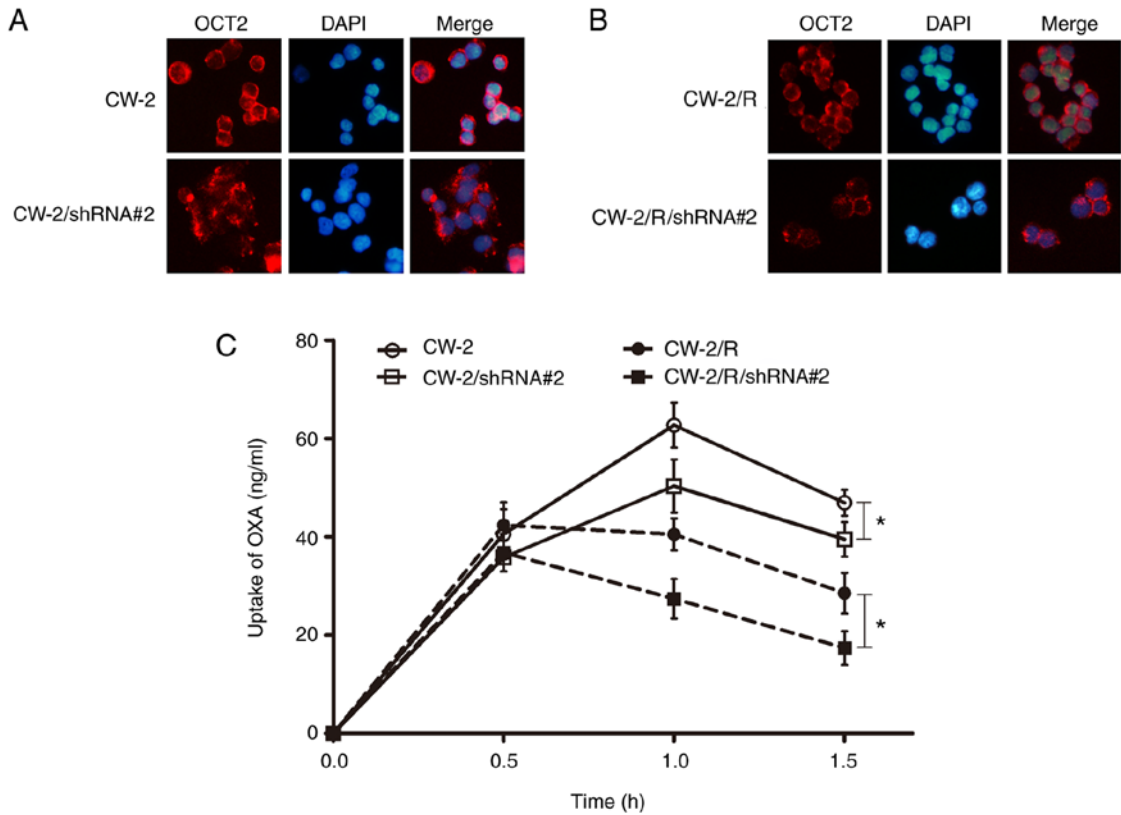 A
OCT2 DAPI Merge
CW-2
CW-2/shRNA#2
B
OCT2 DAPI Merge
CW-2/R
CW-2/R/shRNA#2
C
CW-2 CW-2/R
CW-2/shRNA#2 CW-2/R/shRNA#2
Uptake of OXA (ng/ml)
80
60
40
20
0
*
*
0.0 0.5 1.0 1.5
Time (h)